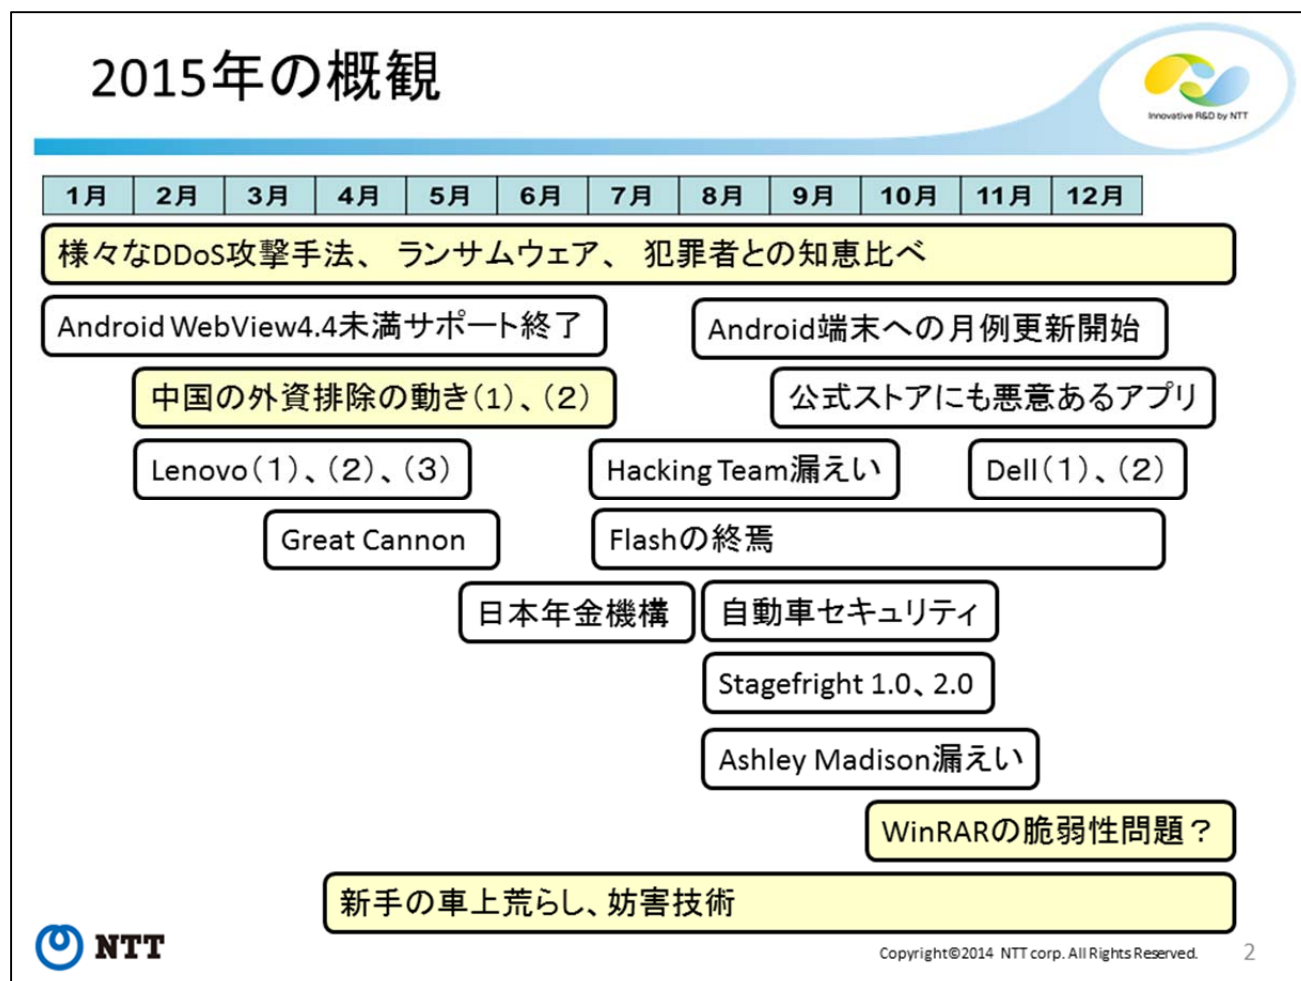 2015年の概観
Innovative R&D by NTT
1月 2月 3月 4月 5月 6月 7月 8月 9月 10月 11月 12月
様々なDDoS攻撃手法、 ランサムウェア、 犯罪者との知恵比べ
Android WebView4.4未満サポート終了
Android端末への月例更新開始
中国の外資排除の動き(1)、(2)
公式ストアにも悪意あるアプリ
Lenovo(1)、(2)、(3)
Hacking Team漏えい
Dell(1)、(2)
Great Cannon
Flashの終焉
日本年金機構
自動車セキュリティ
Stagefright 1.0、2.0
Ashley Madison漏えい
WinRARの脆弱性問題？
新手の車上荒らし、妨害技術
NTT
Copyright©2014 NTT corp. All Rights Reserved.
2